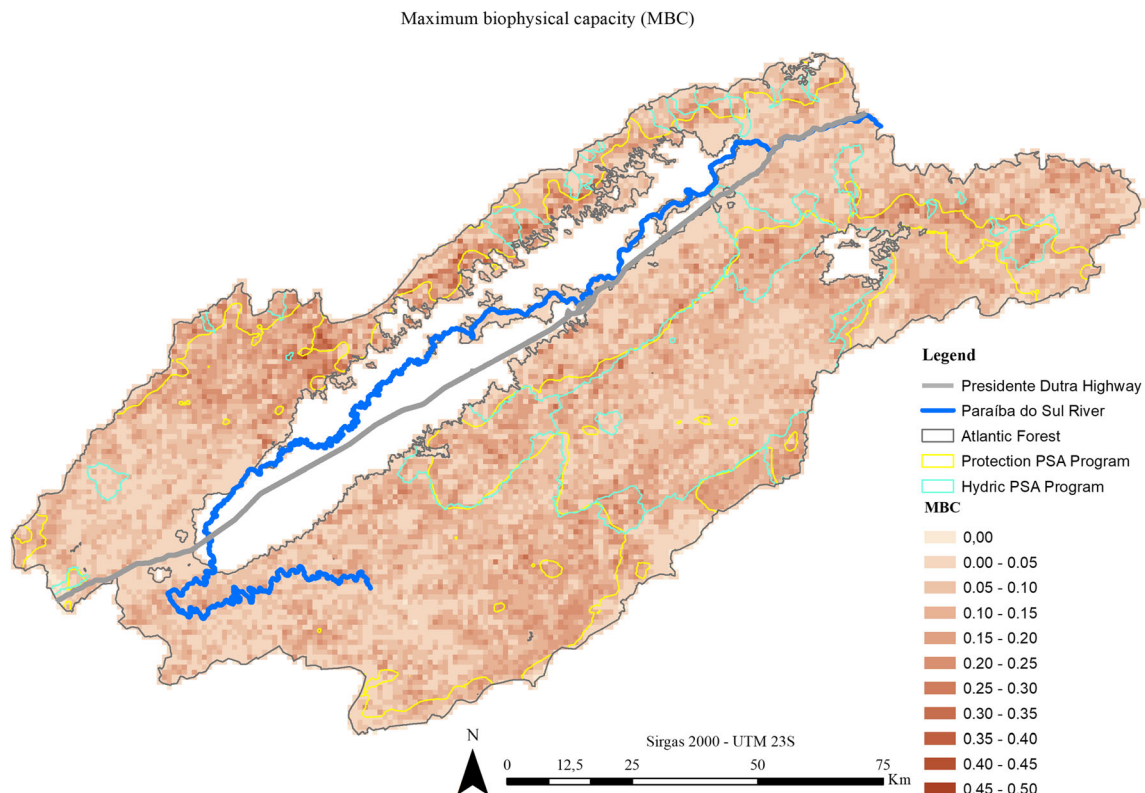 Maximum biophysical capacity (MBC)
Legend
Presidente Dutra Highway
Paraíba do Sul River
Atlantic Forest
Protection PSA Program
Hydric PSA Program
MBC
0,00
0.00 - 0.05
0.05 - 0.10
0.10 - 0.15
0.15 - 0.20
0.20 - 0.25
0.25 - 0.30
0.30 - 0.35
0.35 - 0.40
0.40 - 0.45
0.45 - 0.50
N
Sirgas 2000 - UTM 23S
0 12,5 25 50 75
Km